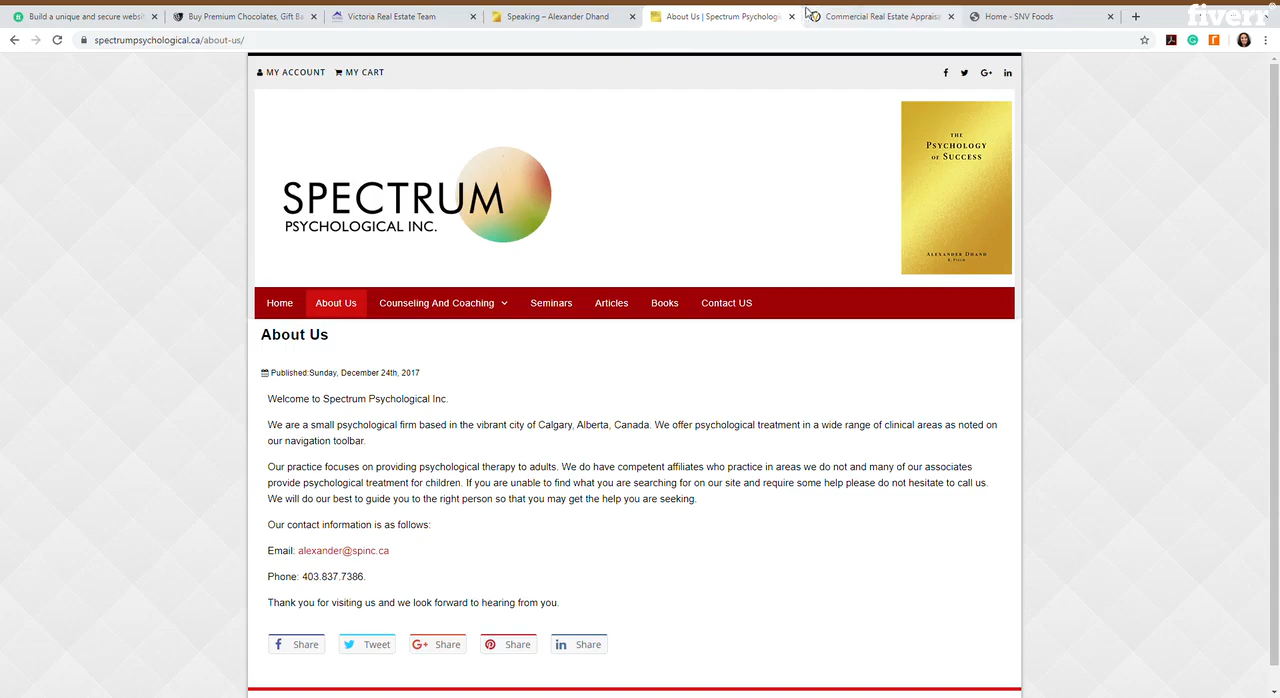 Build a unique and secure websit
Buy Premium Chocolates, Gift Ba
Victoria Real Estate Team
Speaking – Alexander Dhand
About Us | Spectrum Psycholog
Commercial Real Estate Apprais
Home - SNV Foods
fiverr
spectrumpsychological.ca/about-us/
MY ACCOUNT MY CART
THE
PSYCHOLOGY
OF SUCCESS
SPECTRUM
PSYCHOLOGICAL INC.
ALEXANDER DHAND
Home About Us Counseling And Coaching Seminars Articles Books Contact US
About Us
Published:Sunday, December 24th, 2017
Welcome to Spectrum Psychological Inc.
We are a small psychological firm based in the vibrant city of Calgary, Alberta, Canada. We offer psychological treatment in a wide range of clinical areas as noted on
our navigation toolbar.
Our practice focuses on providing psychological therapy to adults. We do have competent affiliates who practice in areas we do not and many of our associates
provide psychological treatment for children. If you are unable to find what you are searching for on our site and require some help please do not hesitate to call us.
We will do our best to guide you to the right person so that you may get the help you are seeking.
Our contact information is as follows:
Email: alexander@spinc.ca
Phone: 403.837.7386.
Thank you for visiting us and we look forward to hearing from you.
Share Tweet Share Share Share